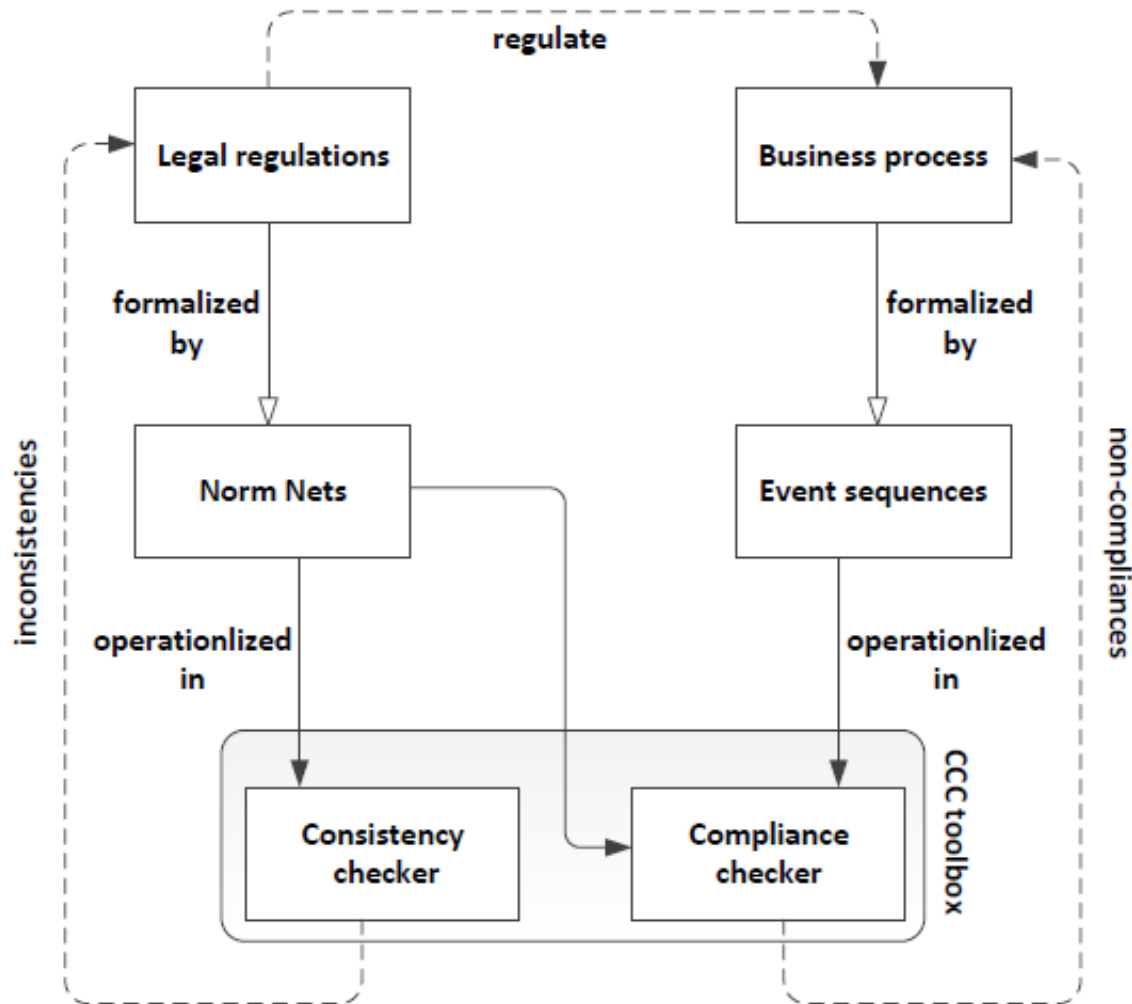 regulate
Legal regulations
Business process
formalized
by
formalized
by
inconsistencies
Norm Nets
Event sequences
non-compliances
operationlized
in
operationlized
in
CCC toolbox
Consistency
checker
Compliance
checker